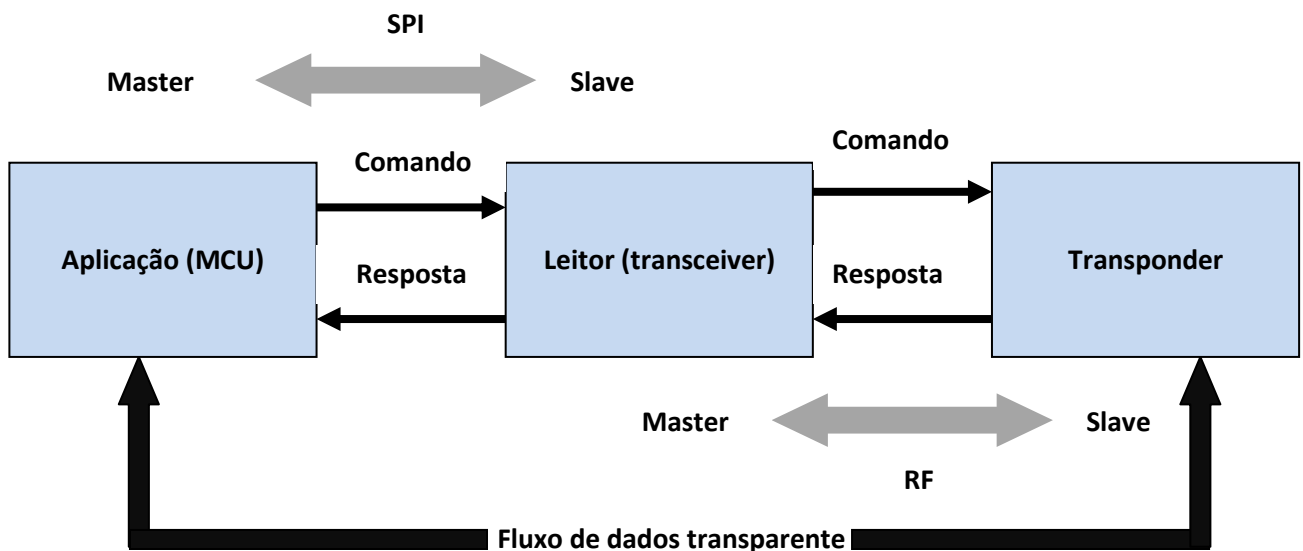 SPI
Master
Slave
Comando
Comando
Aplicação (MCU)
Leitor (transceiver)
Transponder
Resposta
Resposta
Master
Slave
RF
Fluxo de dados transparente